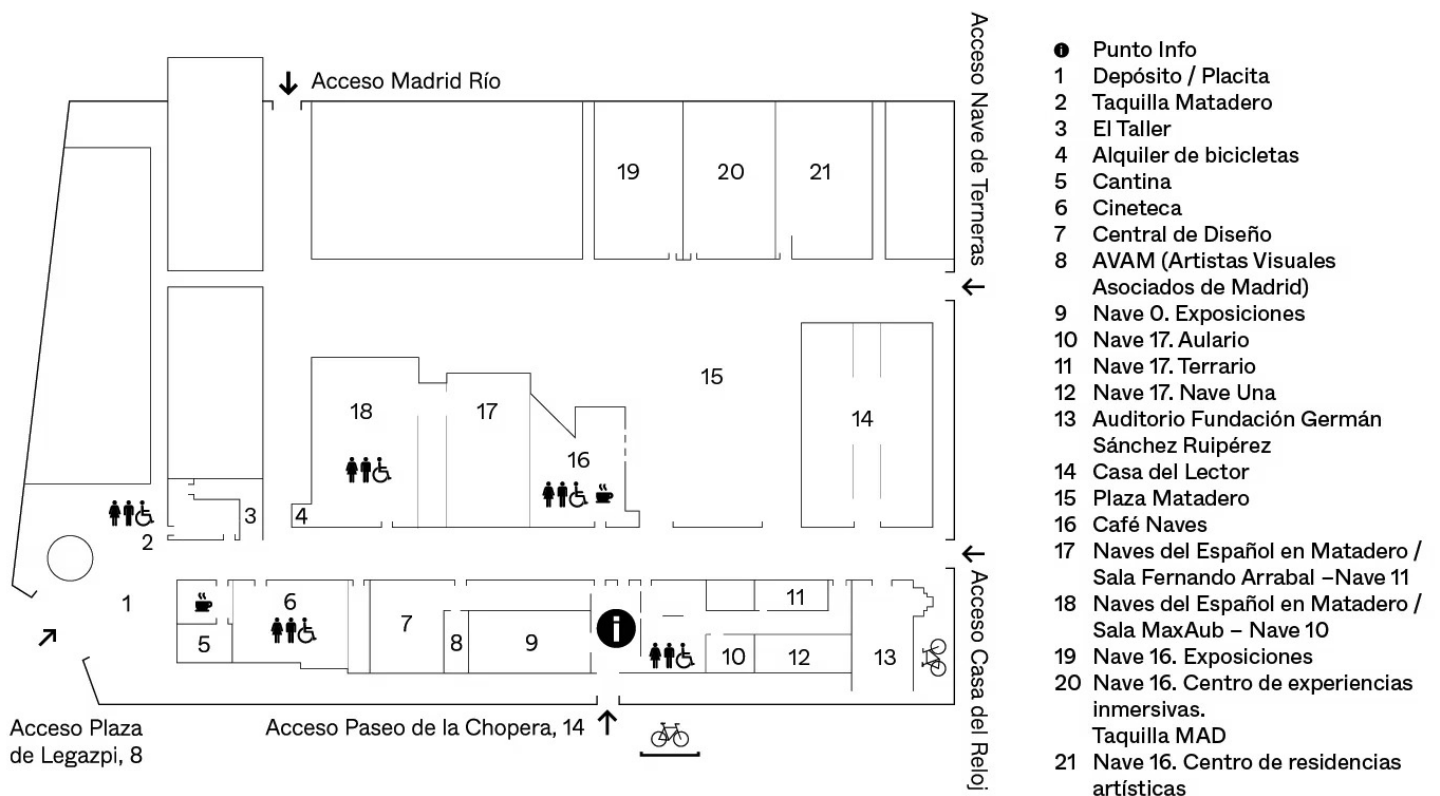 Acceso Madrid Río
Acceso Nave de Terneras
19
20
21
18
17
15
14
16
3
4
2
1
6
5
7
8
9
i
11
10
12
13
Acceso Casa del Reloj
Acceso Plaza
de Legazpi, 8
Acceso Paseo de la Chopera, 14
i Punto Info
1 Depósito / Placita
2 Taquilla Matadero
3 El Taller
4 Alquiler de bicicletas
5 Cantina
6 Cineteca
7 Central de Diseño
8 AVAM (Artistas Visuales
Asociados de Madrid)
9 Nave 0. Exposiciones
10 Nave 17. Aulario
11 Nave 17. Terrario
12 Nave 17. Nave Una
13 Auditorio Fundación Germán
Sánchez Ruipérez
14 Casa del Lector
15 Plaza Matadero
16 Café Naves
17 Naves del Español en Matadero /
Sala Fernando Arrabal –Nave 11
18 Naves del Español en Matadero /
Sala MaxAub – Nave 10
19 Nave 16. Exposiciones
20 Nave 16. Centro de experiencias
inmersivas.
Taquilla MAD
21 Nave 16. Centro de residencias
artísticas